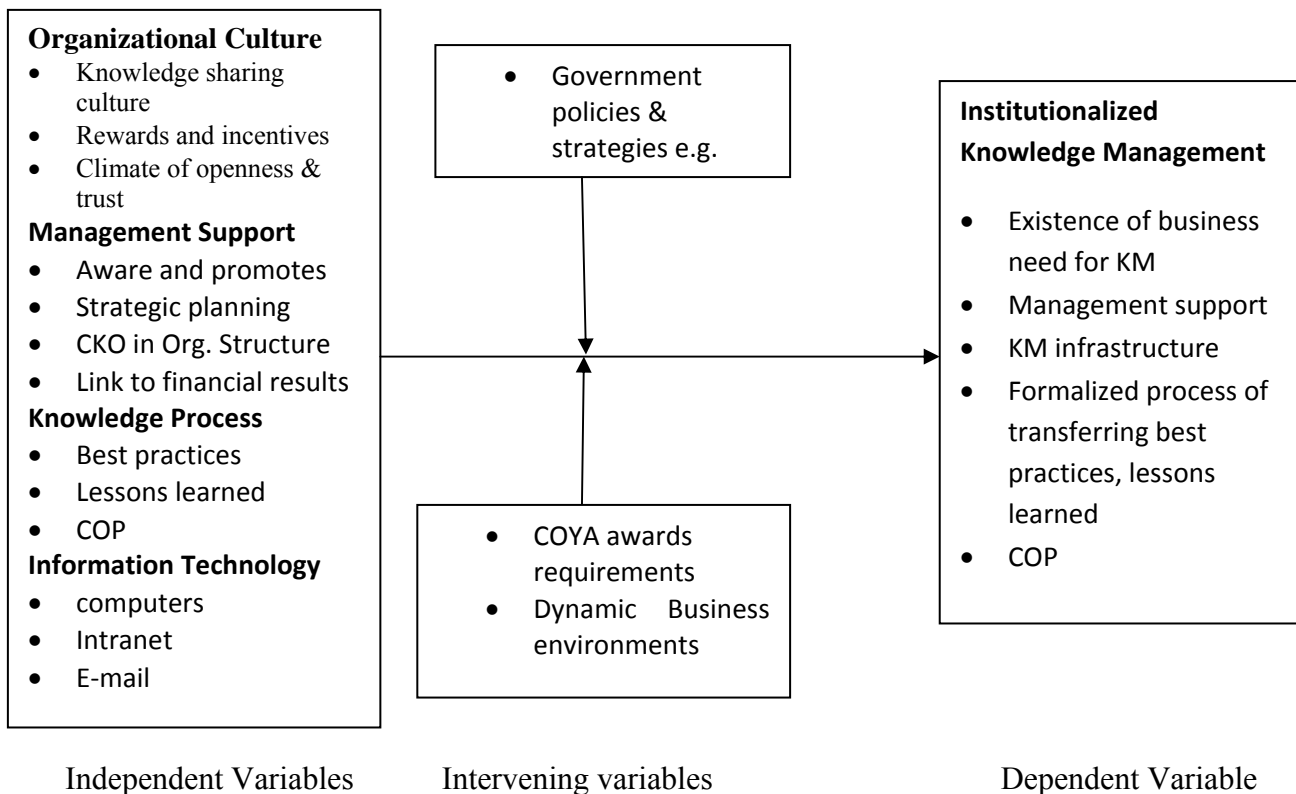 Organizational Culture
• Knowledge sharing
culture
• Rewards and incentives
• Climate of openness &
trust
Management Support
• Aware and promotes
• Strategic planning
• CKO in Org. Structure
• Link to financial results
Knowledge Process
• Best practices
• Lessons learned
• COP
Information Technology
• computers
• Intranet
• E-mail
• Government
policies &
strategies e.g.
• COYA awards
requirements
• Dynamic Business
environments
Institutionalized
Knowledge Management
• Existence of business
need for KM
• Management support
• KM infrastructure
• Formalized process of
transferring best
practices, lessons
learned
• COP
Independent Variables
Intervening variables
Dependent Variable